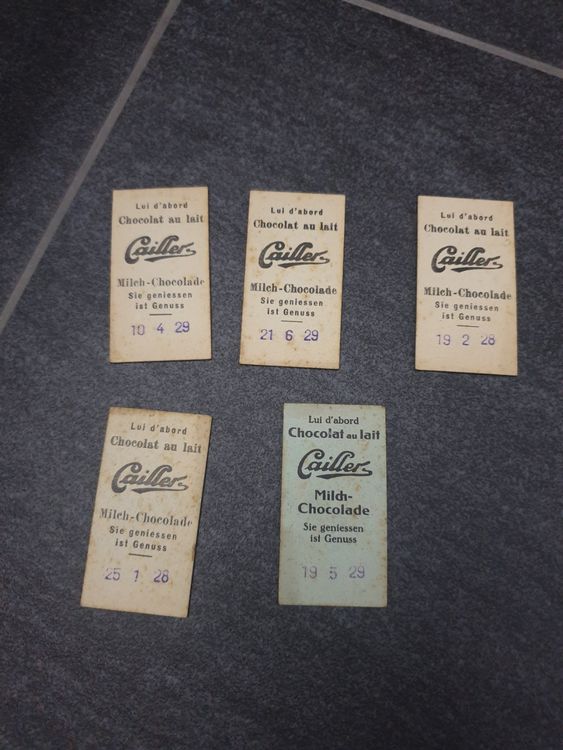 Lui d'abord
Chocolat au lait
Cailler
Milch-Chocolade
Sie geniessen
ist Genuss
10 4 29
Lui d'abord
Chocolat au lait
Cailler
Milch-Chocolade
Sie geniessen
ist Genuss
21 6 29
Lui d'abord
Chocolat au lait
Cailler
Milch-Chocolade
Sie geniessen
ist Genuss
19 2 28
Lui d'abord
Chocolat au lait
Cailler
Milch-Chocolade
Sie geniessen
ist Genuss
25 1 28
Lui d'abord
Chocolat au lait
Cailler
Milch-
Chocolade
Sie geniessen
ist Genuss
19 5 29